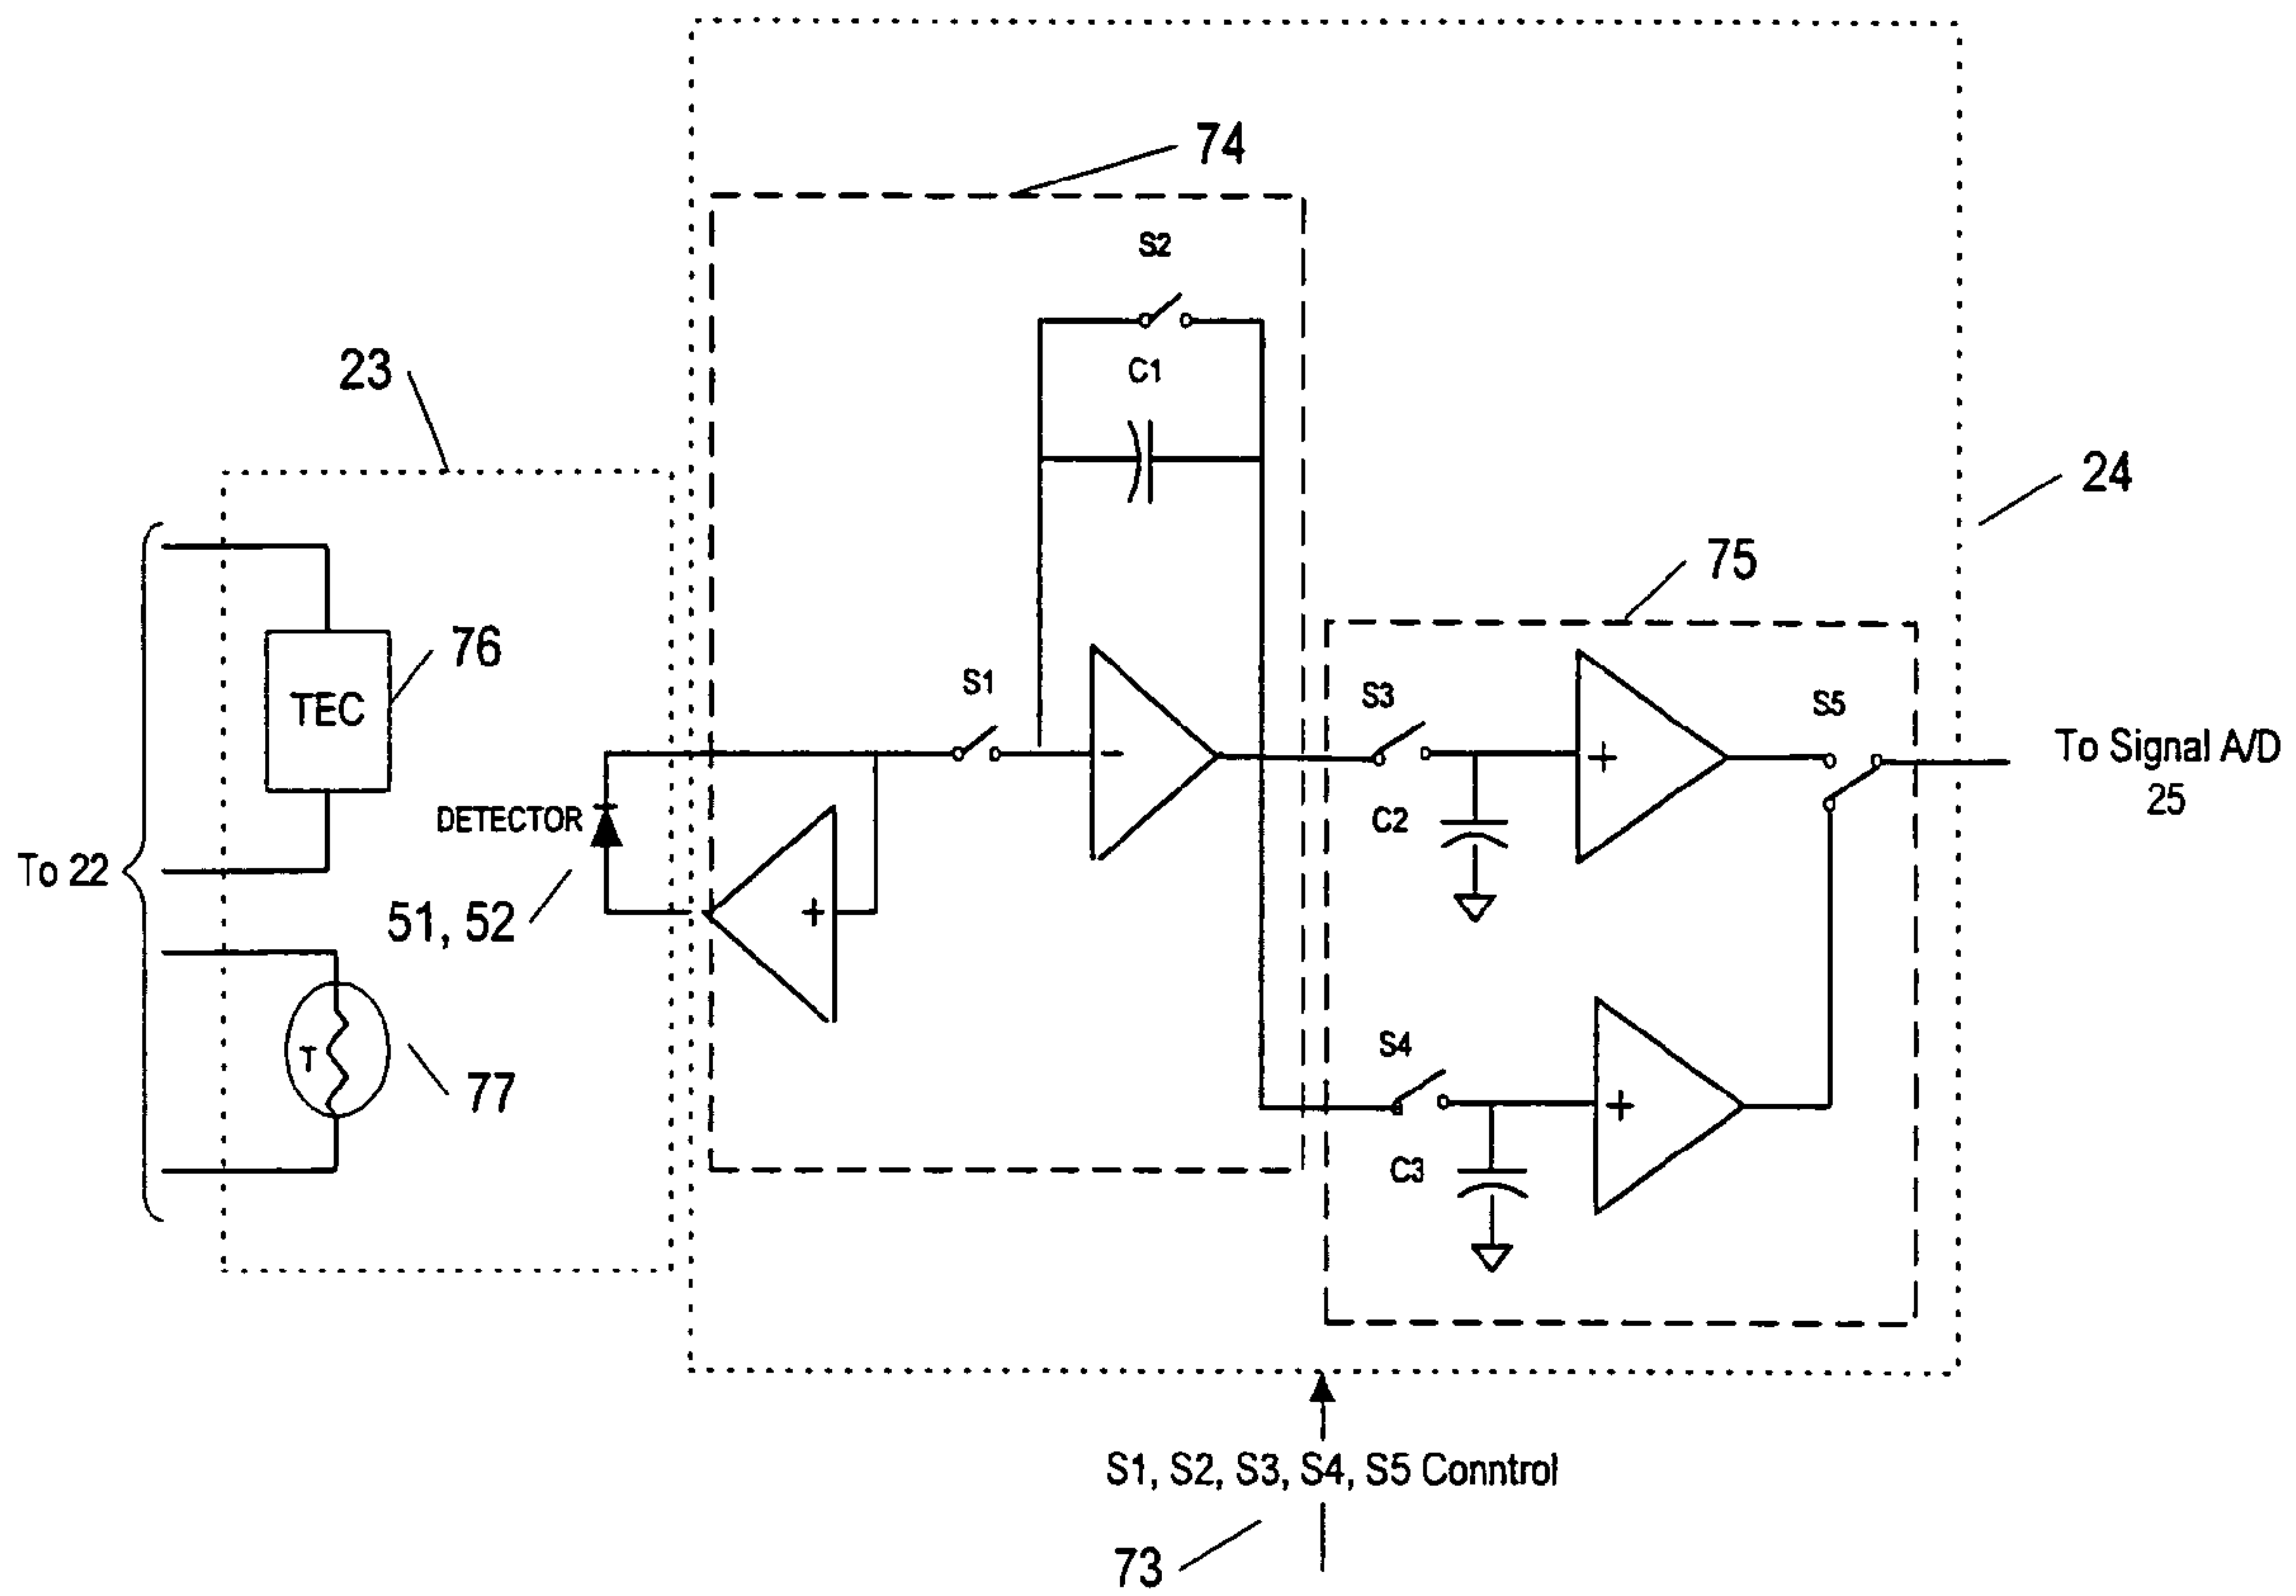 74
S2
C1
23
24
75
76
TEC
S1
S3
S5
To Signal A/D
25
DETECTOR
C2
To 22
51, 52
-
+
+
+
S4
T
77
C3
S1, S2, S3, S4, S5 Conntrol
73